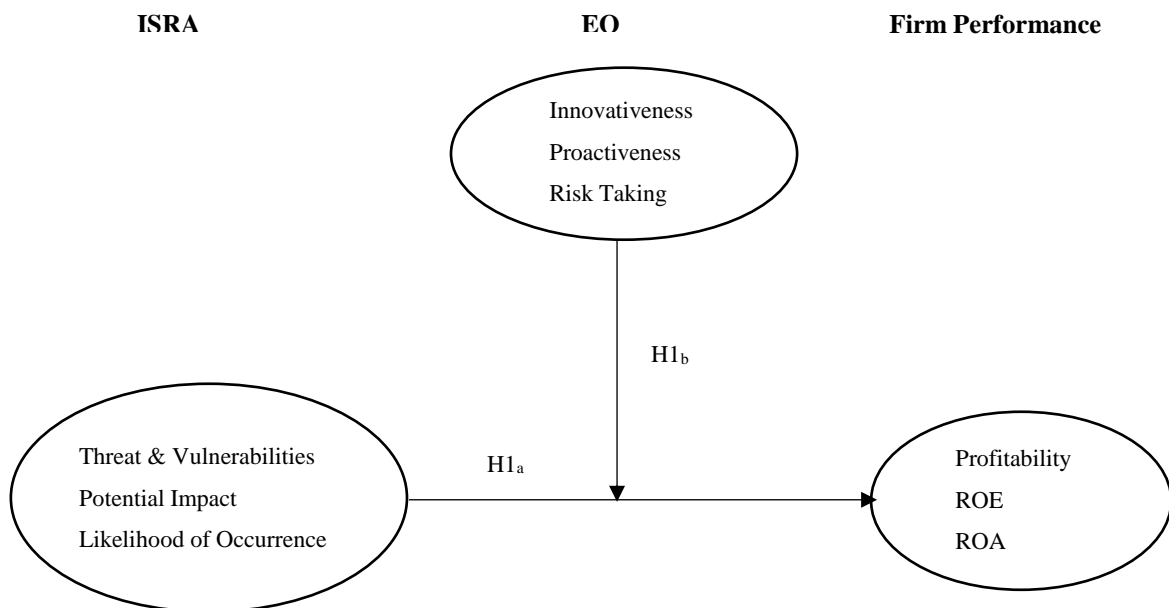 ISRA
EO
Firm Performance
Innovativeness
Proactiveness
Risk Taking
H1b
Threat & Vulnerabilities
Potential Impact
Likelihood of Occurrence
H1a
Profitability
ROE
ROA